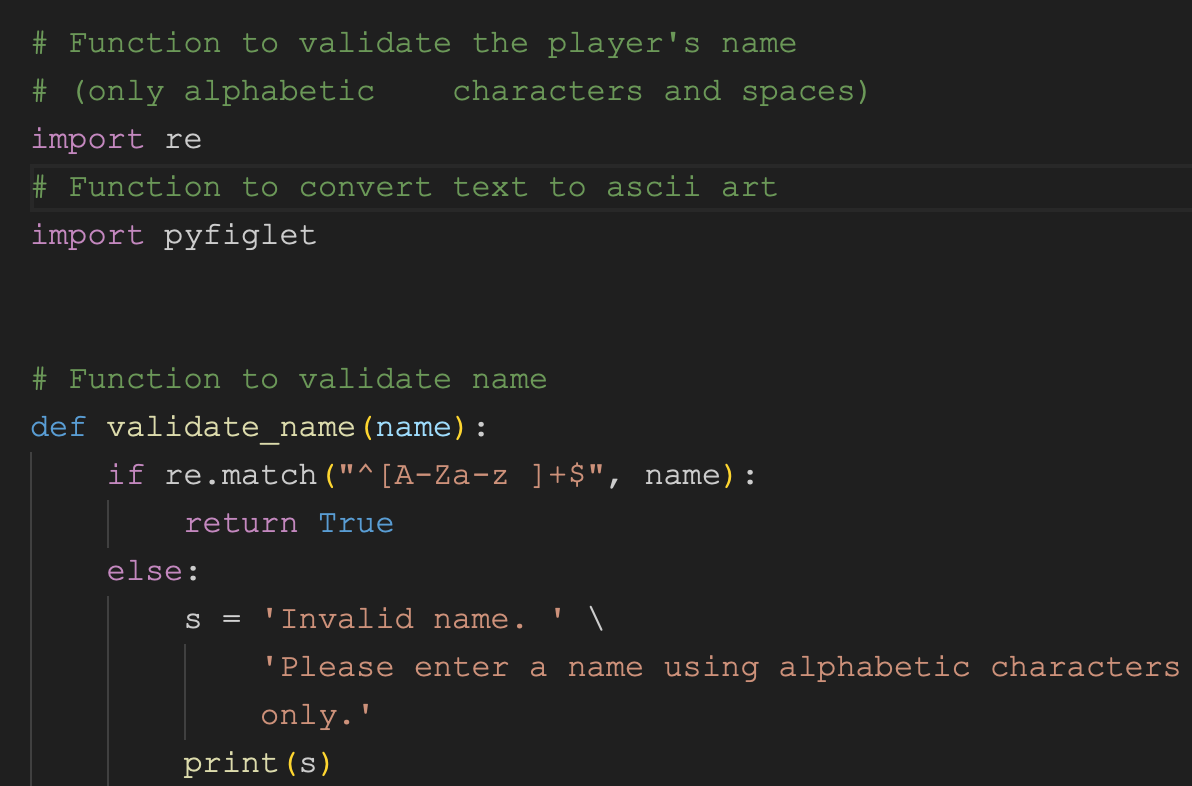 # Function to validate the player's name
# (only alphabetic    characters and spaces)
import re
# Function to convert text to ascii art
import pyfiglet
# Function to validate name
def validate_name(name):
    if re.match("^[A-Za-z ]+$", name):
        return True
    else:
        s = 'Invalid name. ' \
            'Please enter a name using alphabetic characters
            only.'
        print(s)